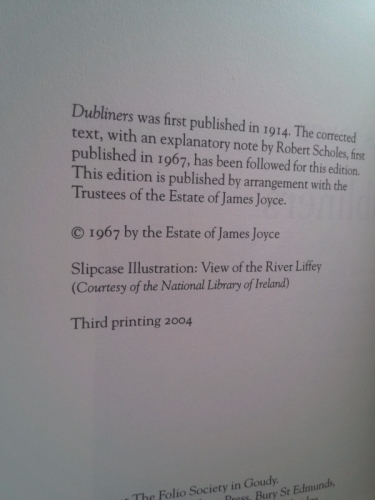 Dubliners was first published in 1914. The corrected
text, with an explanatory note by Robert Scholes, first
published in 1967, has been followed for this edition.
This edition is published by arrangement with the
Trustees of the Estate of James Joyce.
© 1967 by the Estate of James Joyce
Slipcase Illustration: View of the River Liffey
(Courtesy of the National Library of Ireland)
Third printing 2004
The Folio Society in Goudy.
Press, Bury St Edmunds,